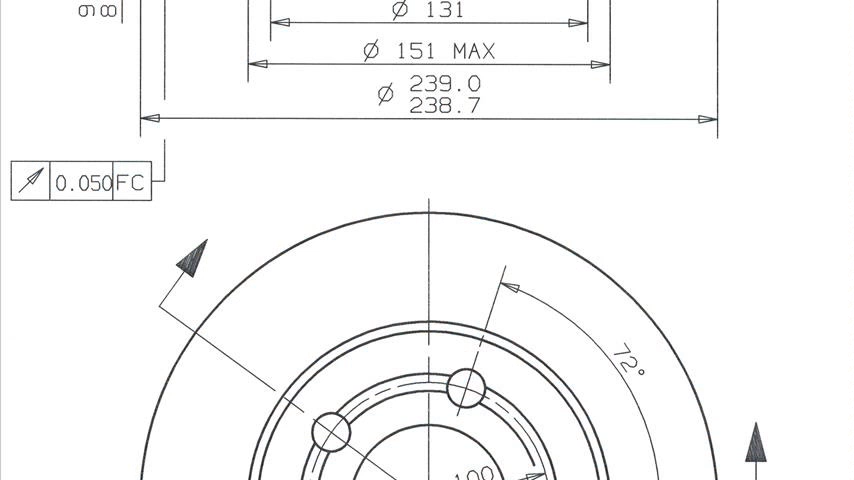 Ø 131
Ø 151 MAX
239.0
Ø
238.7
0.050 FC
72°
100